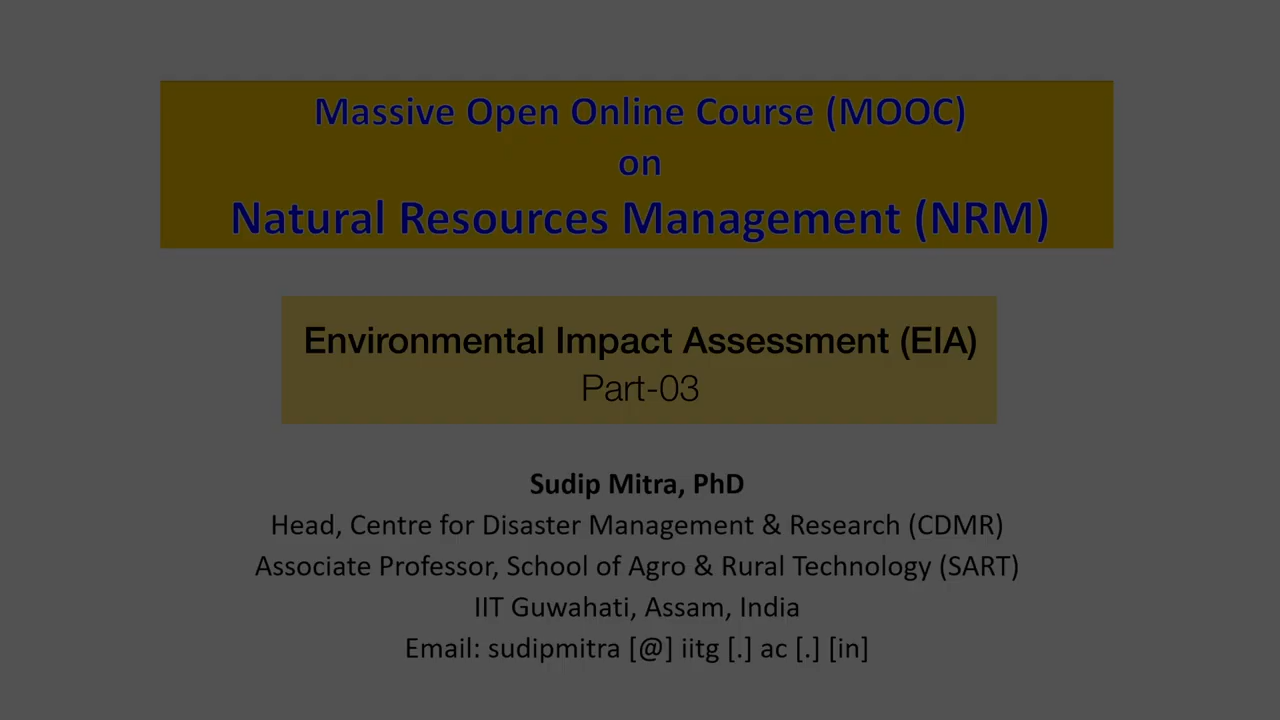 Massive Open Online Course (MOOC)
on
Natural Resources Management (NRM)
Environmental Impact Assessment (EIA)
Part-03
Sudip Mitra, PhD
Head, Centre for Disaster Management & Research (CDMR)
Associate Professor, School of Agro & Rural Technology (SART)
IIT Guwahati, Assam, India
Email: sudipmitra [@] iitg [.] ac [.] [in]